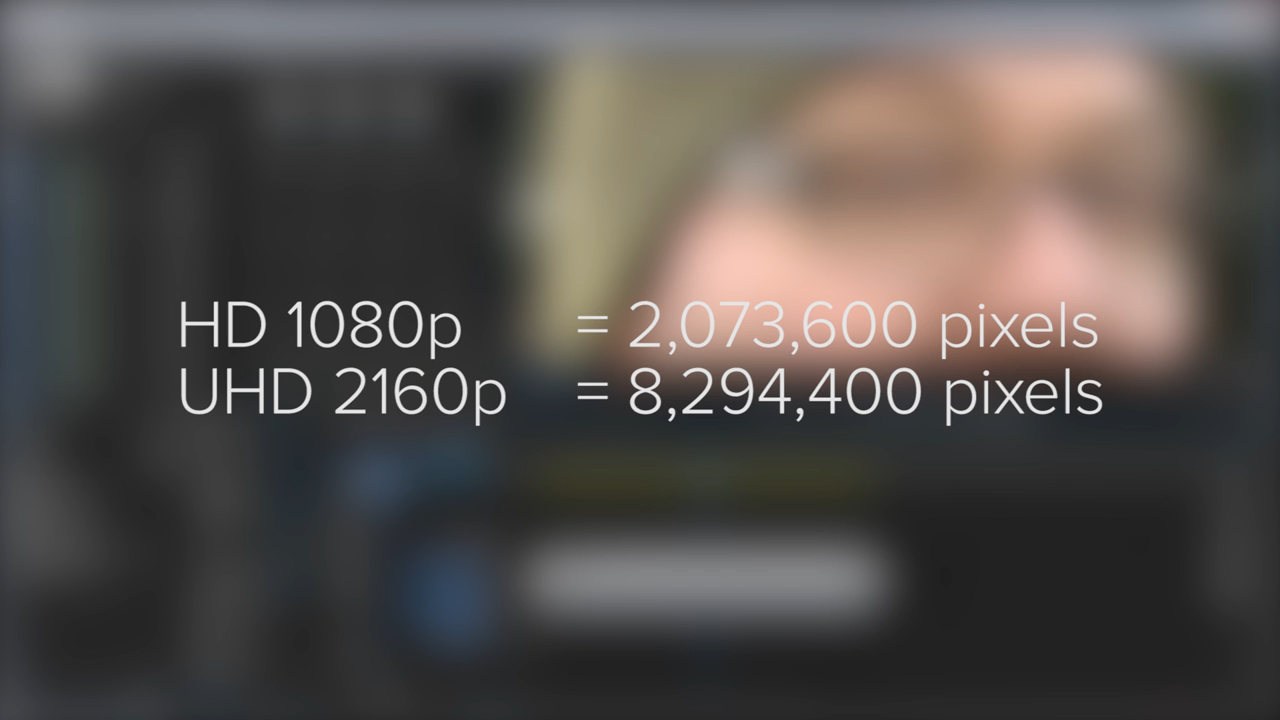 HD 1080p = 2,073,600 pixels
UHD 2160p = 8,294,400 pixels